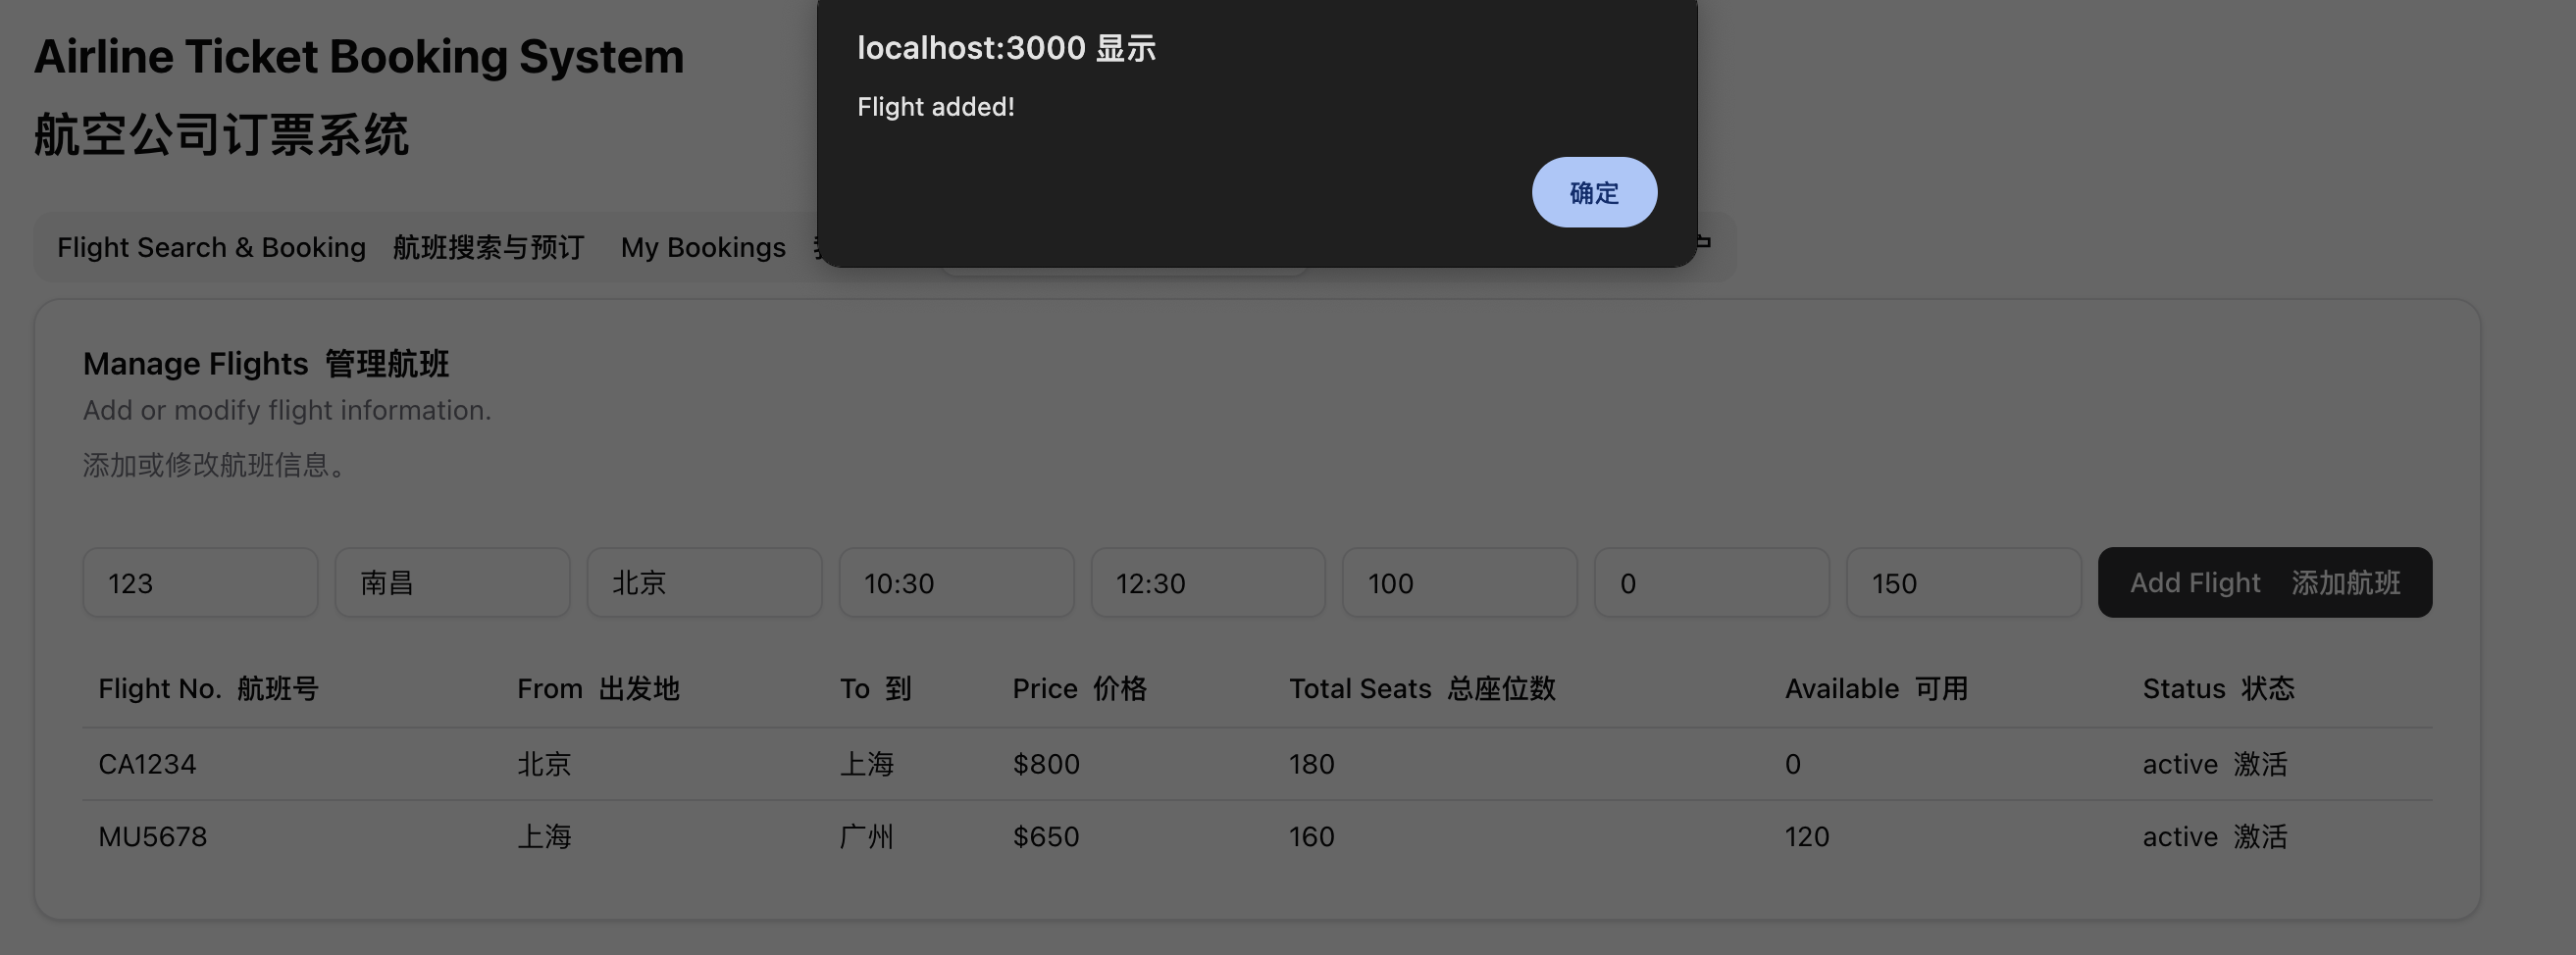 Airline Ticket Booking System
航空公司订票系统
localhost:3000 显示
Flight added!
确定
Flight Search & Booking 航班搜索与预订 My Bookings
Manage Flights 管理航班
Add or modify flight information.
添加或修改航班信息。
123 南昌 北京 10:30 12:30 100 0 150 Add Flight 添加航班
Flight No. 航班号 From 出发地 To 到 Price 价格 Total Seats 总座位数 Available 可用 Status 状态
CA1234 北京 上海 $800 180 0 active 激活
MU5678 上海 广州 $650 160 120 active 激活